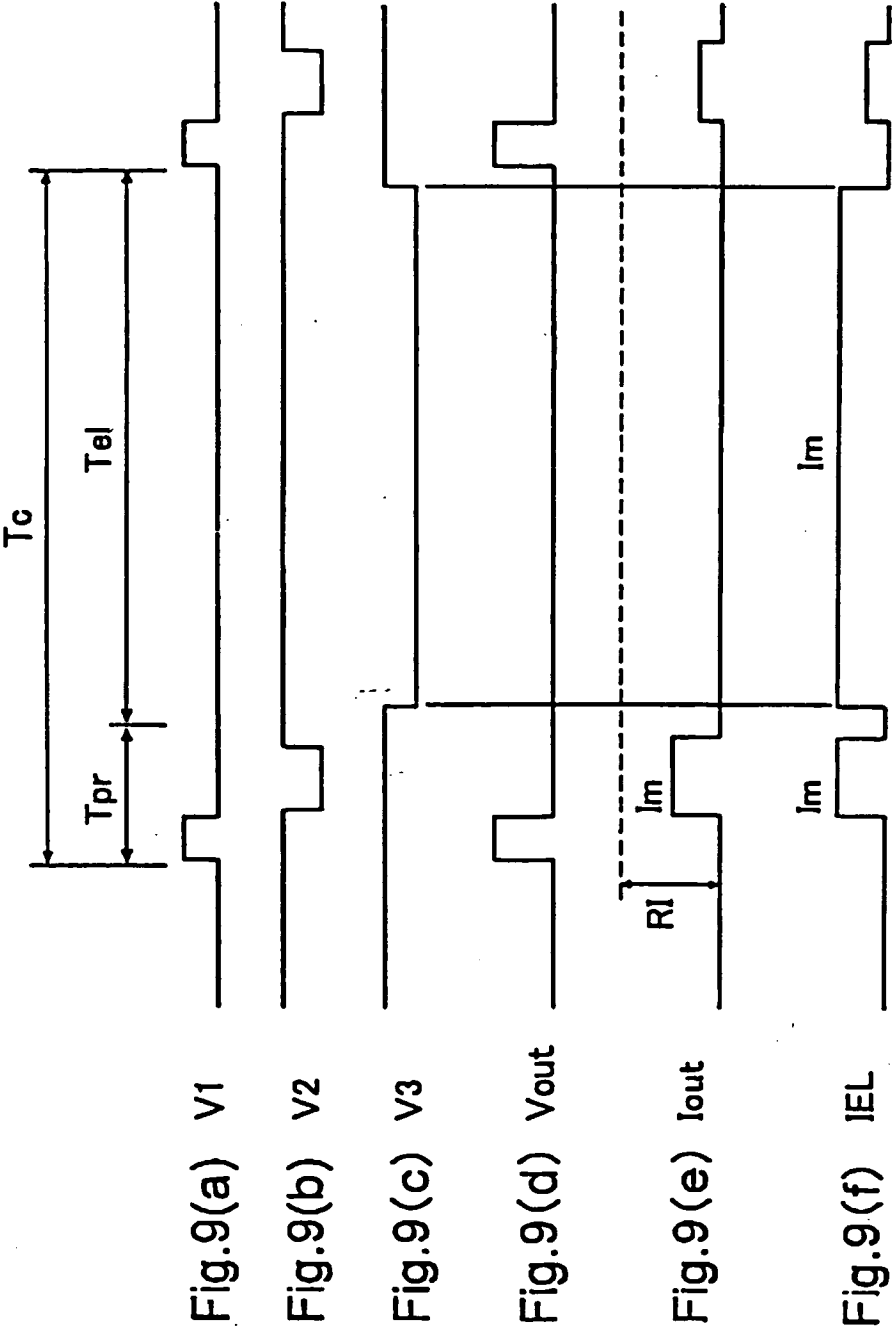 Tc
Tpr
Tel
Fig.9(a) V1
Fig.9(b) V2
Fig.9(c) V3
Fig.9(d) Vout
Fig.9(e) Iout
RI
Im
Fig.9(f) IEL
Im
Im